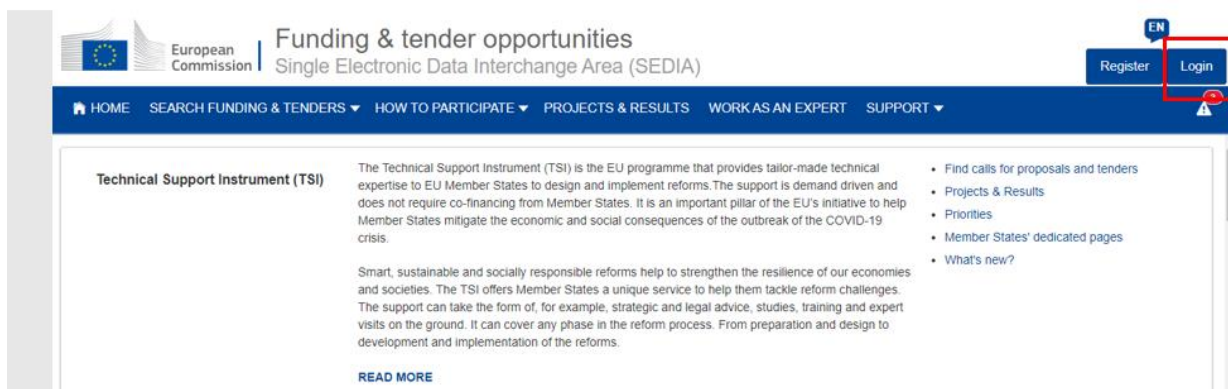 European
Commission
Funding & tender opportunities
Single Electronic Data Interchange Area (SEDIA)
EN
Register
Login
HOME SEARCH FUNDING & TENDERS HOW TO PARTICIPATE PROJECTS & RESULTS WORK AS AN EXPERT SUPPORT
Technical Support Instrument (TSI)
The Technical Support Instrument (TSI) is the EU programme that provides tailor-made technical
expertise to EU Member States to design and implement reforms.The support is demand driven and
does not require co-financing from Member States. It is an important pillar of the EU's initiative to help
Member States mitigate the economic and social consequences of the outbreak of the COVID-19
crisis.
Smart, sustainable and socially responsible reforms help to strengthen the resilience of our economies
and societies. The TSI offers Member States a unique service to help them tackle reform challenges.
The support can take the form of, for example, strategic and legal advice, studies, training and expert
visits on the ground. It can cover any phase in the reform process. From preparation and design to
development and implementation of the reforms.
READ MORE
• Find calls for proposals and tenders
• Projects & Results
• Priorities
• Member States' dedicated pages
• What's new?